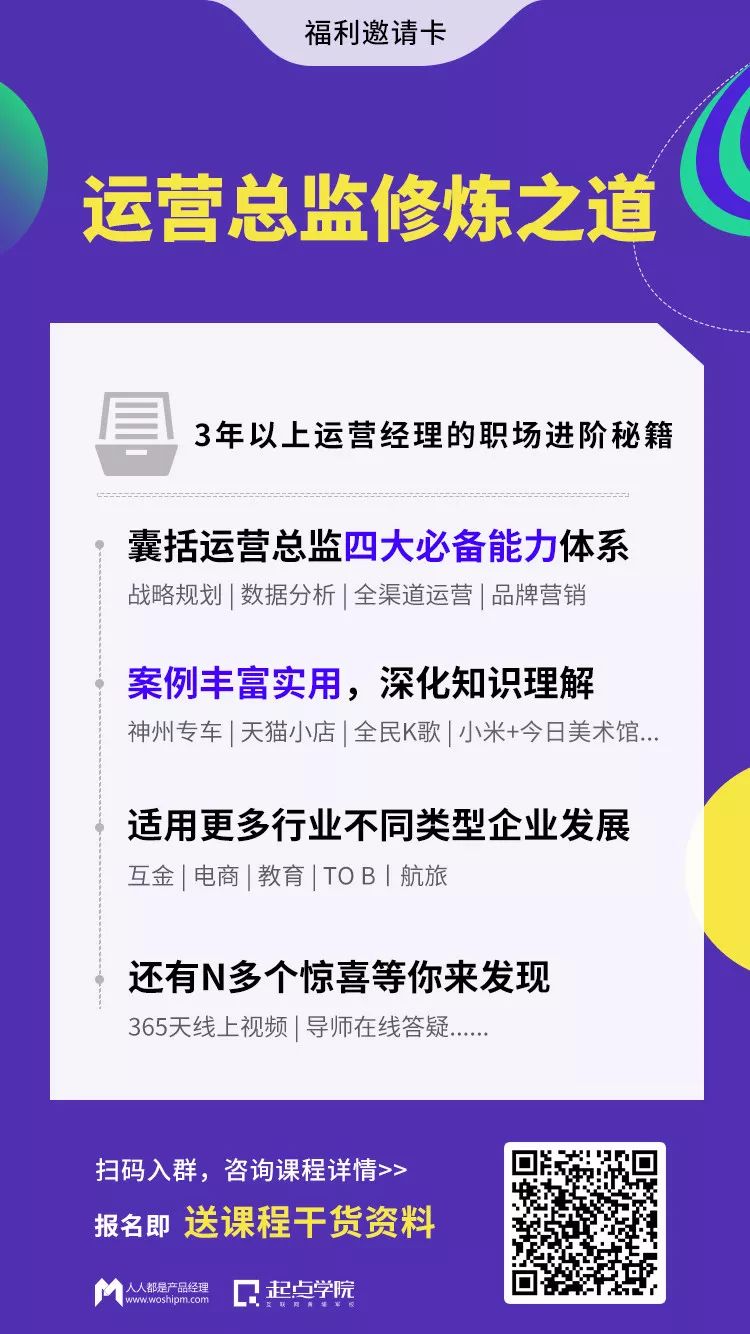 福利邀请卡
运营总监修炼之道
3年以上运营经理的职场进阶秘籍
囊括运营总监四大必备能力体系
战略规划 | 数据分析 | 全渠道运营 | 品牌营销
案例丰富实用，深化知识理解
神州专车 | 天猫小店 | 全民K歌 | 小米+今日美术馆...
适用更多行业不同类型企业发展
互金 | 电商 | 教育 | TO B丨航旅
还有N多个惊喜等你来发现
365天线上视频 | 导师在线答疑......
扫码入群，咨询课程详情>>
报名即 送课程干货资料
人人都是产品经理
www.woshipm.com
起点学院
互联网黄埔军校